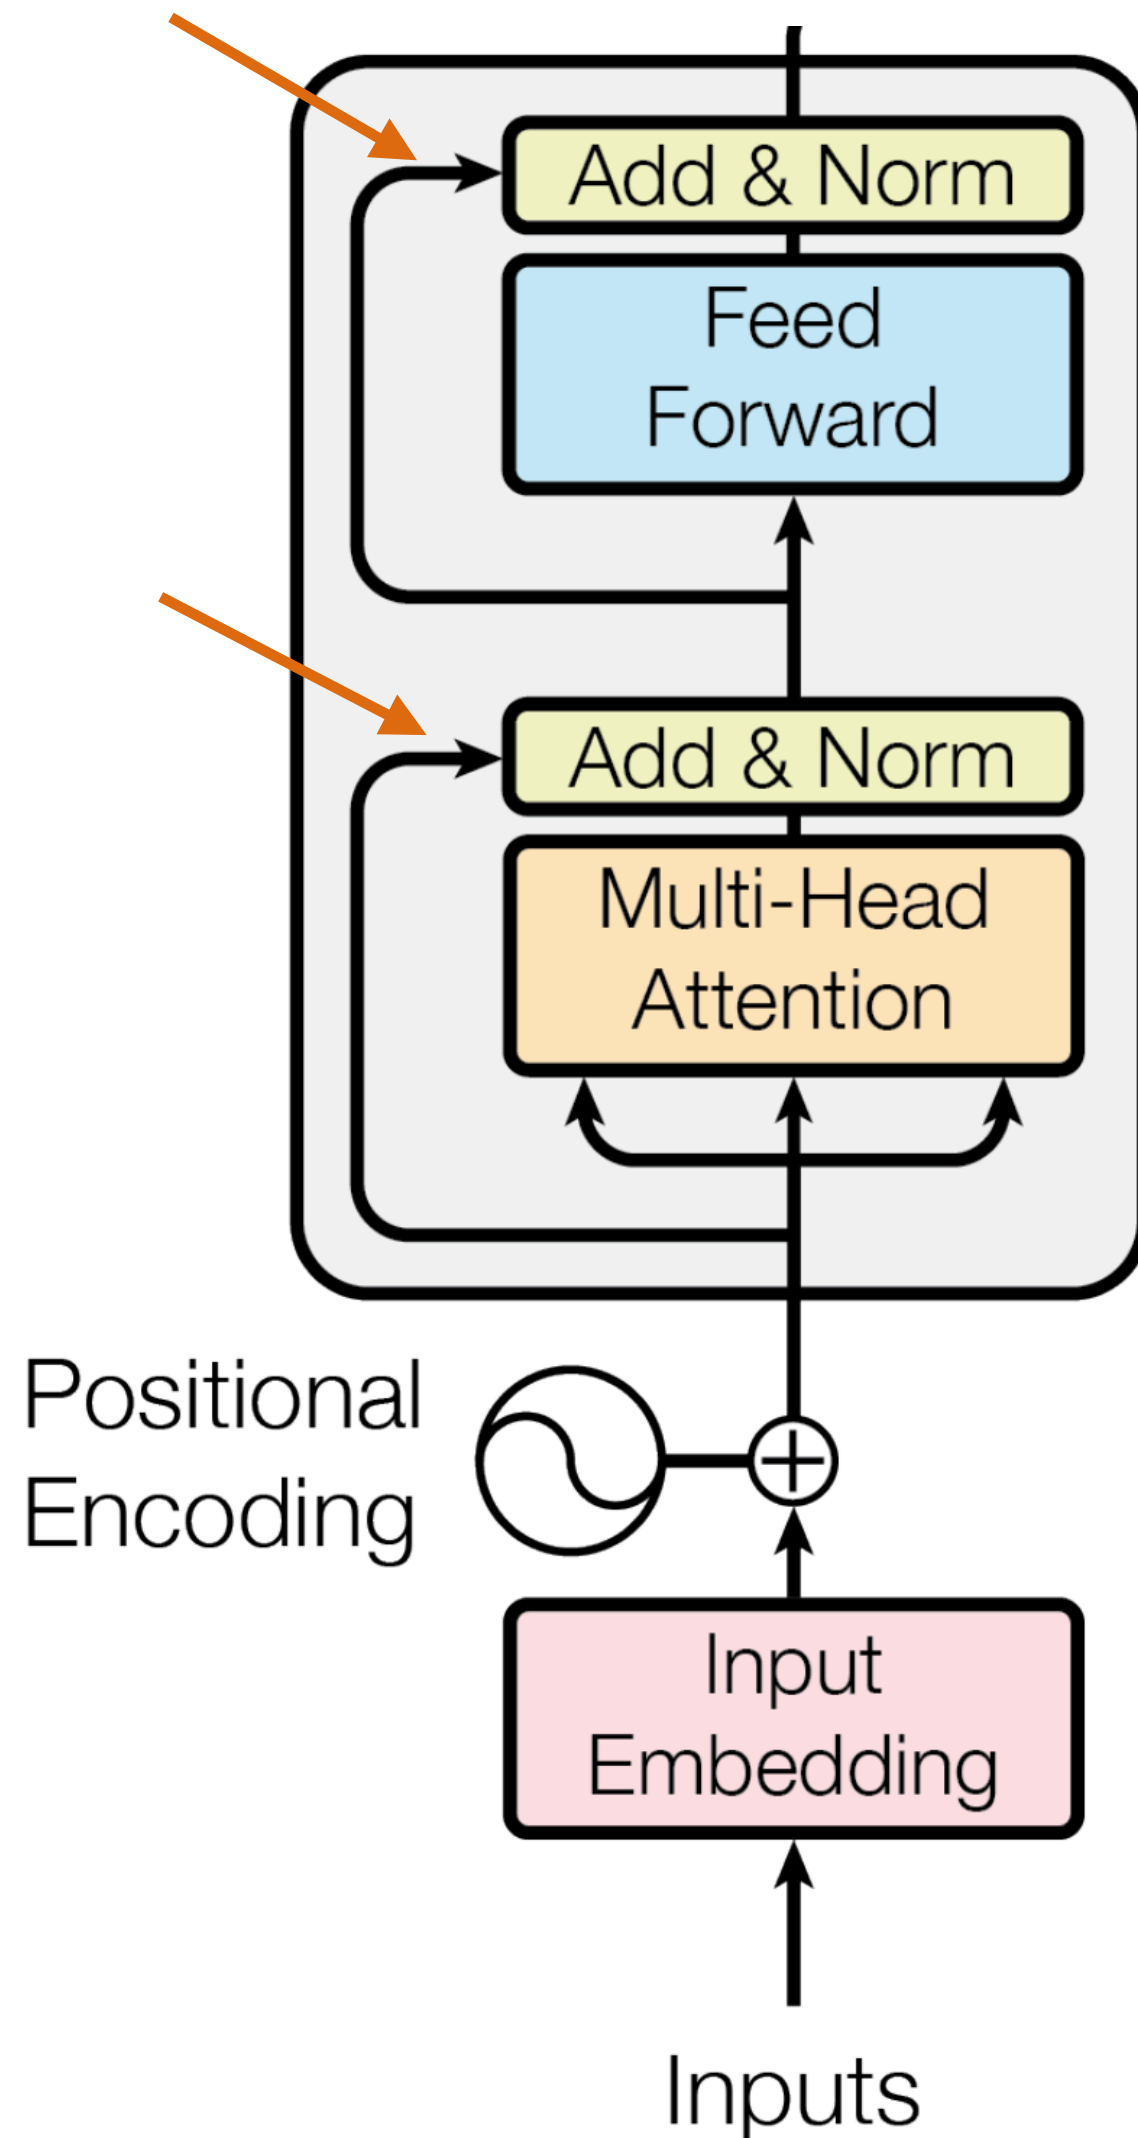 Add & Norm
Feed
Forward
Add & Norm
Multi-Head
Attention
Positional
Encoding
Input
Embedding
Inputs